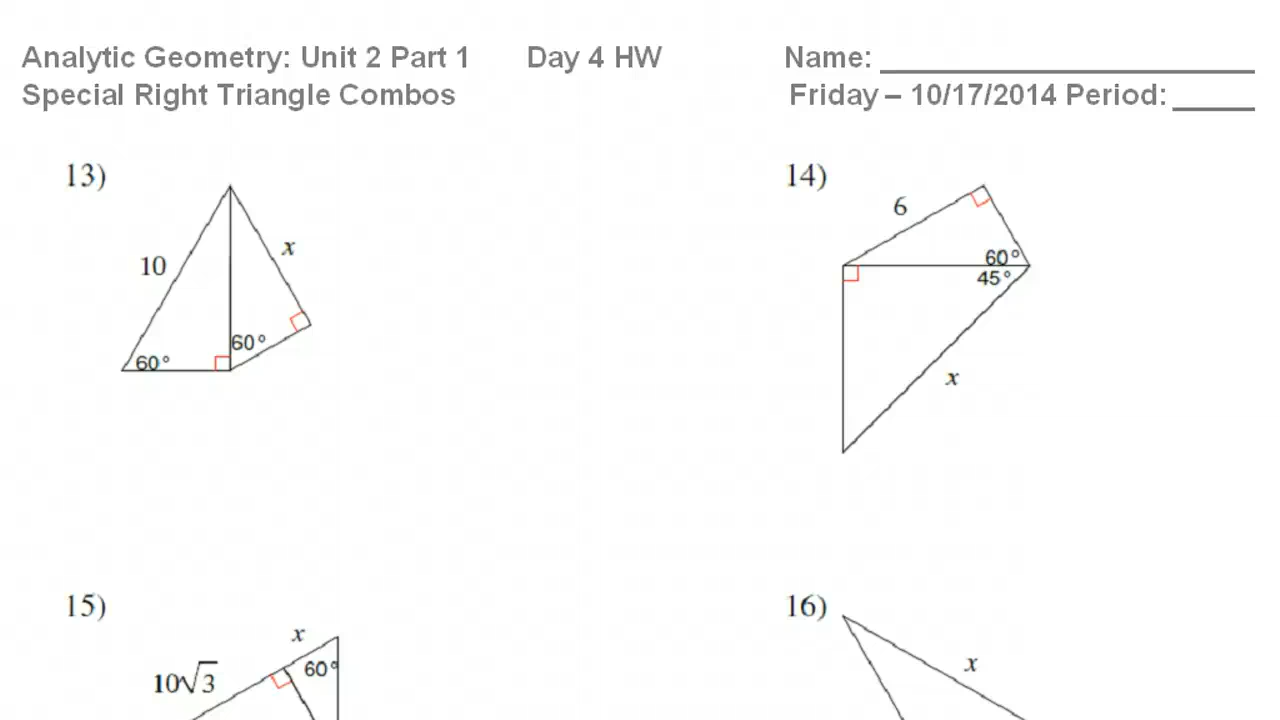 Analytic Geometry: Unit 2 Part 1 Day 4 HW Name:
Special Right Triangle Combos Friday – 10/17/2014 Period:
13)
10
x
60°
60°
14)
6
60°
45°
x
15)
x
60°
10√3
16)
x